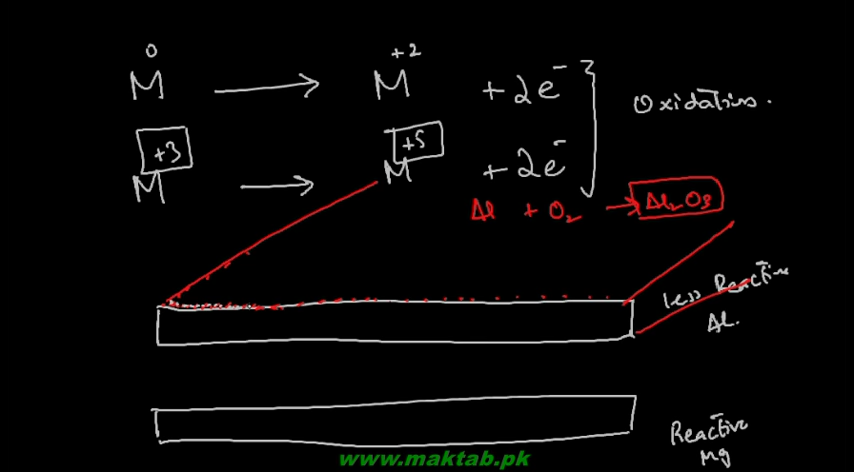 M⁰ → M⁺² + 2e⁻
Oxidation.
M⁺³ → M⁺⁵ + 2e⁻
Al + O₂ → Al₂O₃
Less Reactive
Al.
Reactive
Mg
www.maktab.pk